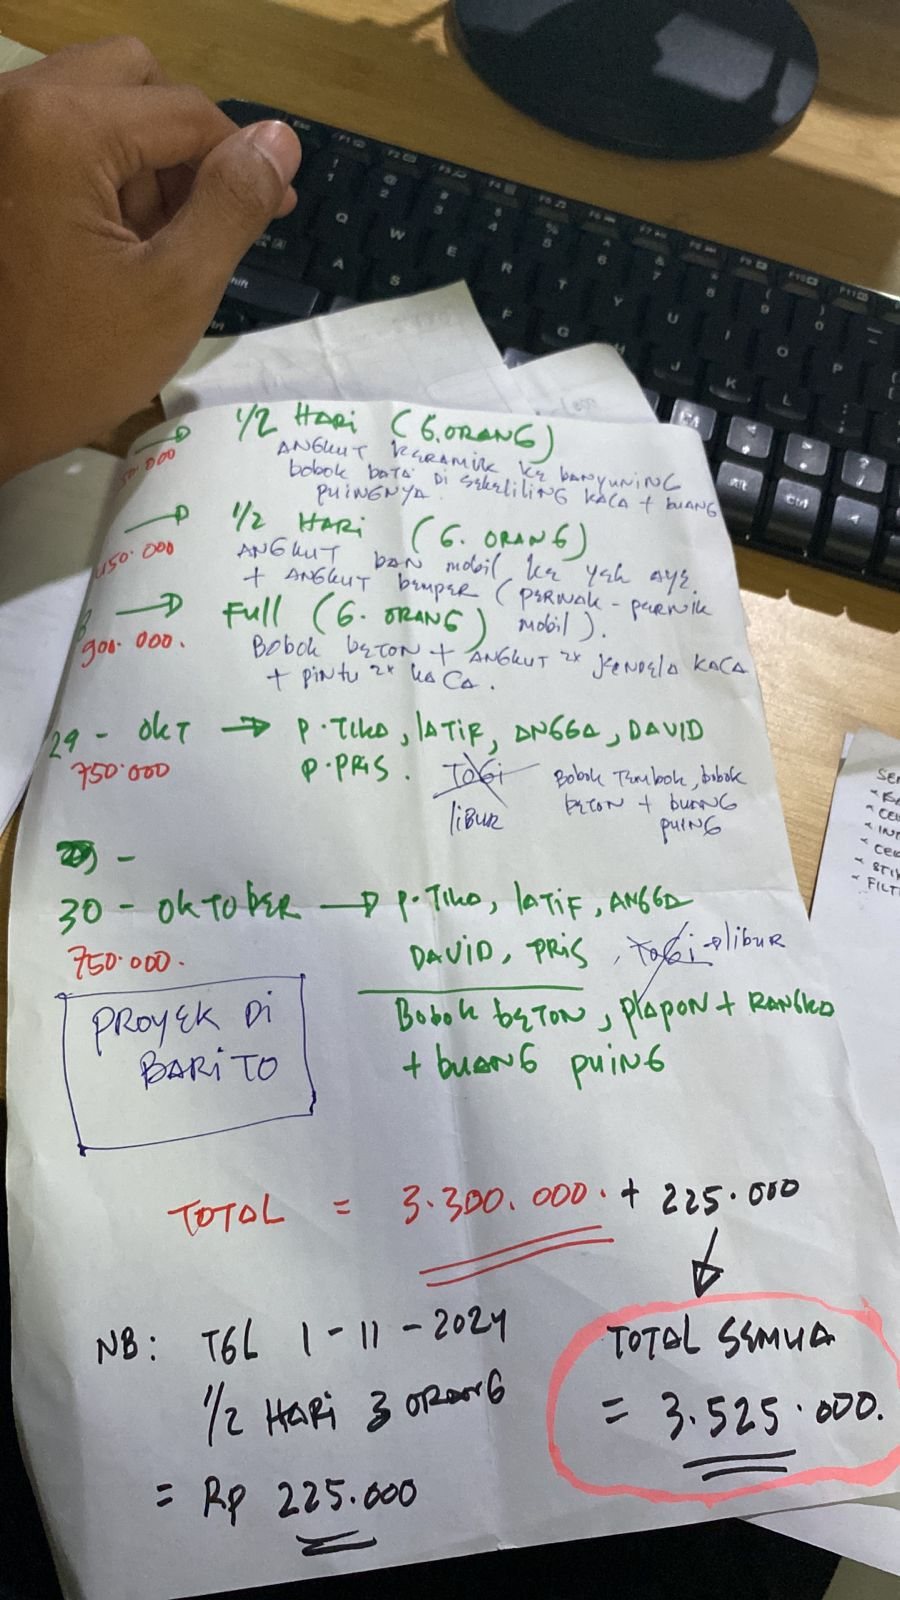 1/2 HARi (6.ORANG)
ANGKUT KERAMIK KE BANYUNING
bobok bATA Di SEKELILING KACA + buANG
PUINGNYA.
1/2 HARI (6. ORANG)
450.000
ANGKUT bAN mobil KE YEH AYE.
+ ANGKUT bemper (PERNAK-PERNIK
mobil).
Full (6. ORANG)
900.000.
Bobok bETON + ANGKUT 2x JENDELA KACA
+ pintu 2x KACA.
29 - OKT → P.TIKO, LATIF, ANGGA, DAVID
750.000
P.PRIS. TOGi
libur
Bobok Tembok, bobok
bETON + buANG
PUING
30 - OKTOBER → P.TIKO, LATIF, ANGGA
750.000.
DAVID, PRIS, TOGi → libur
Bobok bETON, plAPON + RANGKA
+ buANG puiNG
PROYEK Di
BARiTO
TOTAL = 3.300.000. + 225.000
NB: TGL 1-11-2024
1/2 HARi 3 ORANG
= Rp 225.000
TOTAL SEMUA
= 3.525.000.